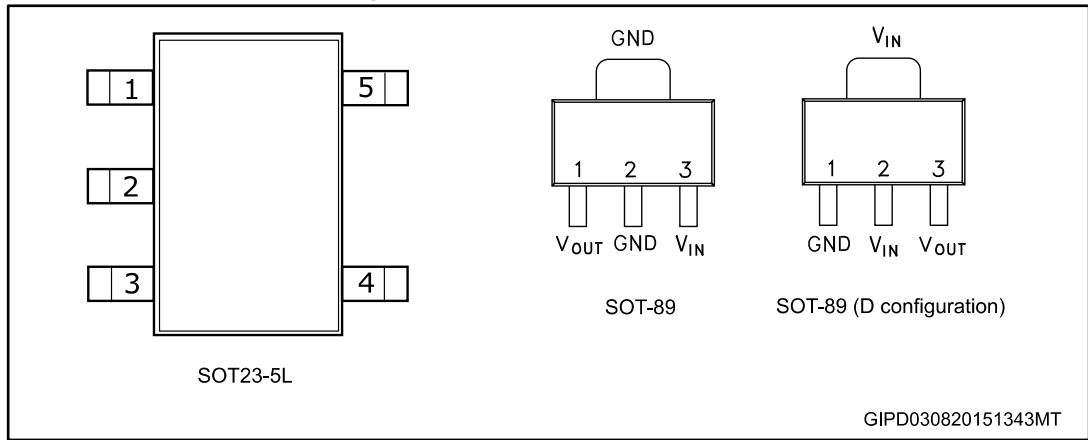 1
2
3
5
4
SOT23-5L
GND
1 2 3
VOUT GND VIN
SOT-89
VIN
1 2 3
GND VIN VOUT
SOT-89 (D configuration)
GIPD030820151343MT